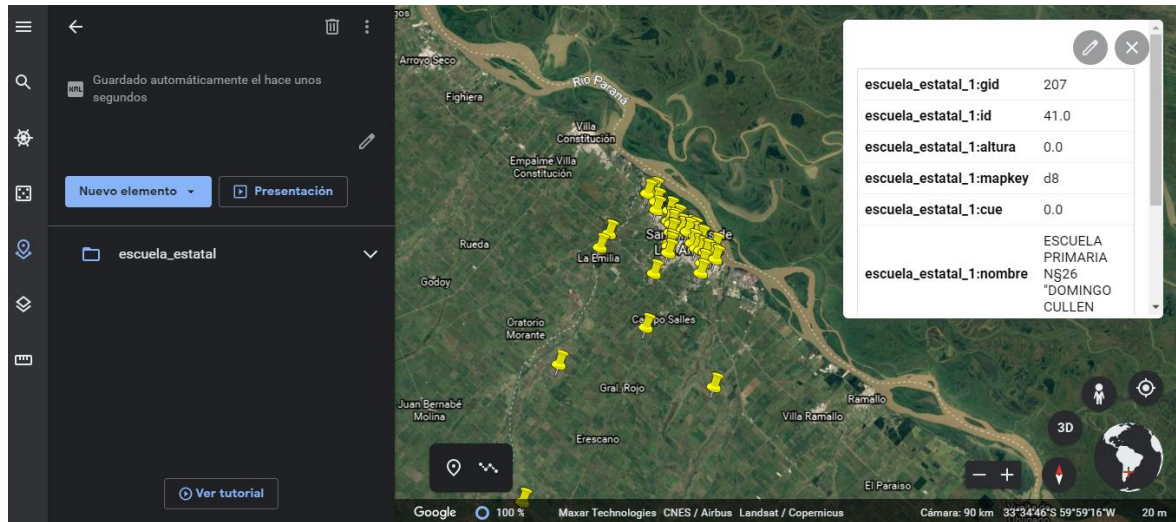 Guardado automáticamente el hace unos
segundos
Nuevo elemento
Presentación
escuela_estatal
Ver tutorial
KML
Arroyo Seco
Fighiera
Río Paraná
Villa
Constitución
Empalme Villa
Constitución
Rueda
La Emilia
Godoy
Oratorio
Morante
Gral. Rojo
Juan Bernabé
Molina
Villa Ramallo
Ramallo
Erescano
El Paraiso
escuela_estatal_1:gid 207
escuela_estatal_1:id 41.0
escuela_estatal_1:altura 0.0
escuela_estatal_1:mapkey d8
escuela_estatal_1:cue 0.0
escuela_estatal_1:nombre ESCUELA
PRIMARIA
N§26
"DOMINGO
CULLEN
3D
Google 100 % Maxar Technologies CNES / Airbus Landsat / Copernicus Cámara: 90 km 33°34'46"S 59°59'16"W 20 m